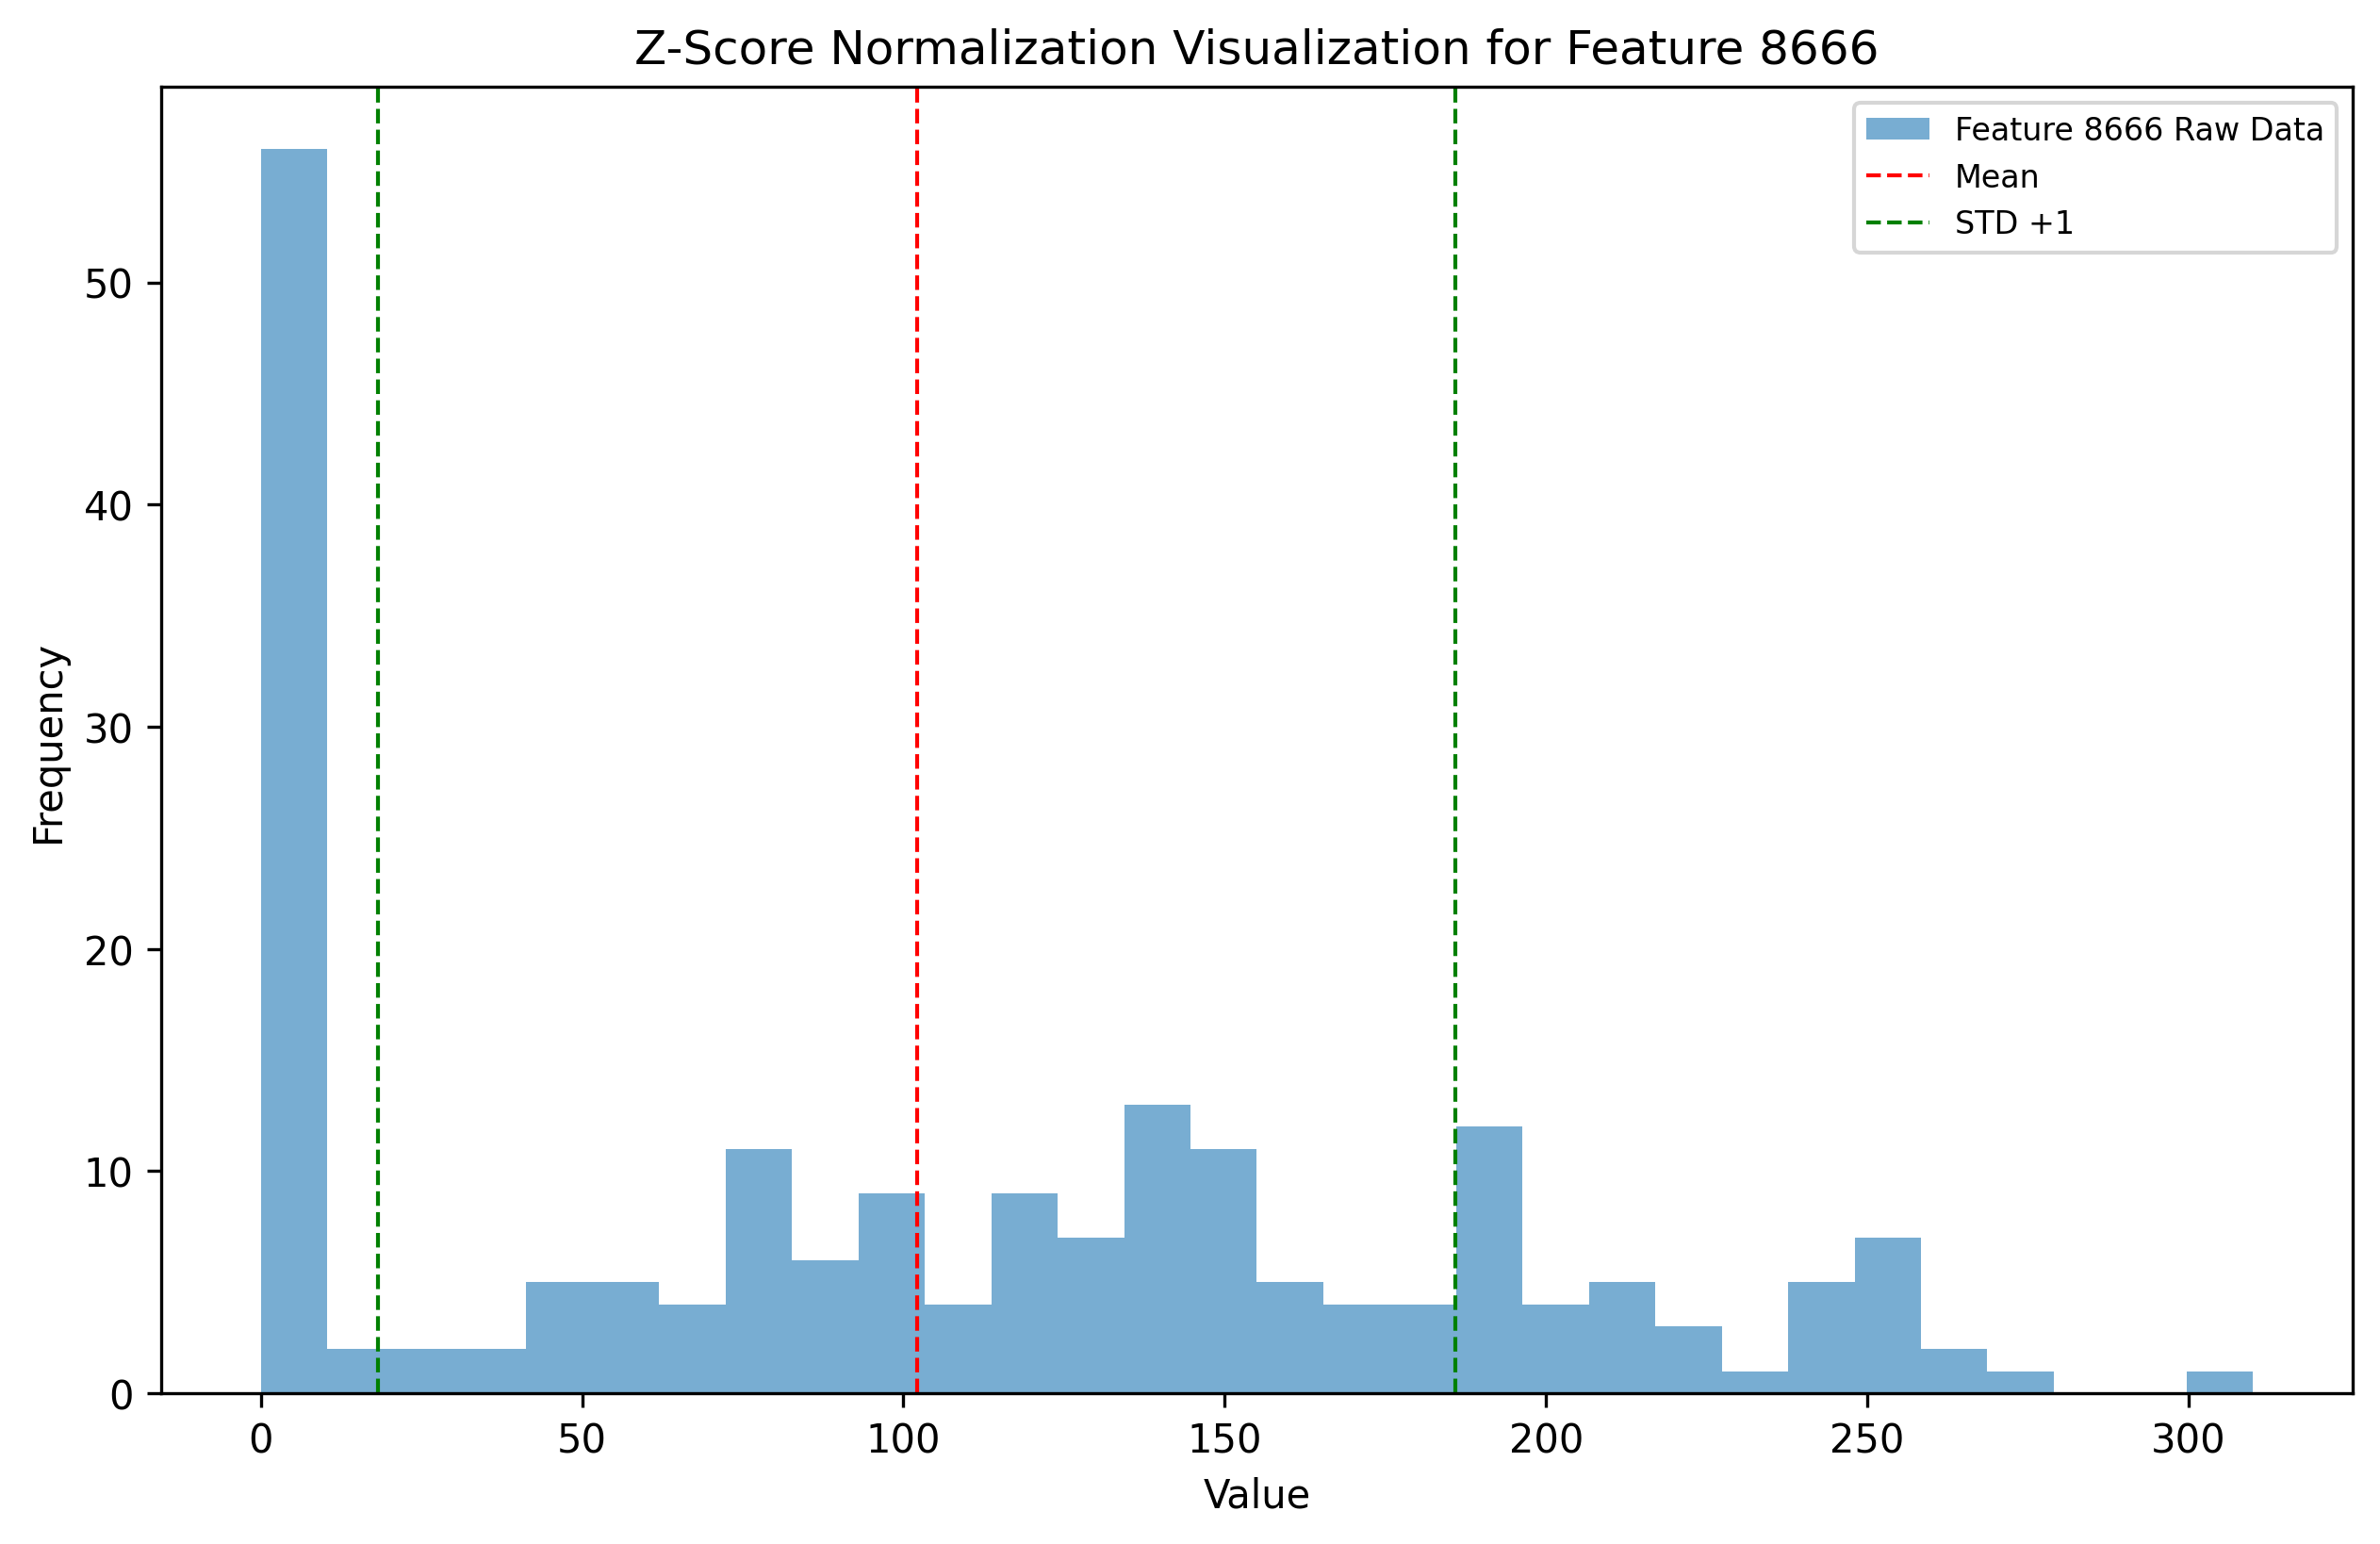 Z-Score Normalization Visualization for Feature 8666
Feature 8666 Raw Data
Mean
STD +1
Frequency
50
40
30
20
10
0
0 50 100 150 200 250 300
Value